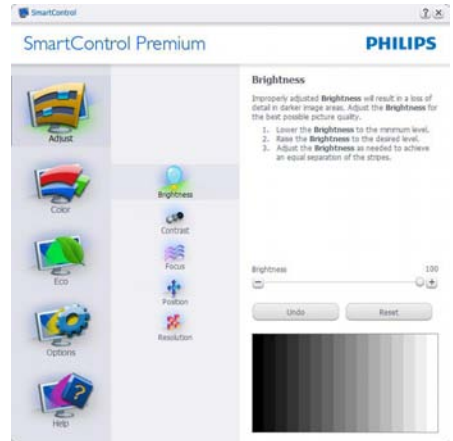 SmartControl
SmartControl Premium
PHILIPS
Adjust
Color
Eco
Options
Help
Brightness
Contrast
Focus
Position
Resolution
Brightness
Improperly adjusted Brightness will result in a loss of
detail in darker image areas. Adjust the Brightness for
the best possible picture quality.
1. Lower the Brightness to the minimum level.
2. Raise the Brightness to the desired level.
3. Adjust the Brightness as needed to achieve
an equal separation of the stripes.
Brightness 100
Undo Reset